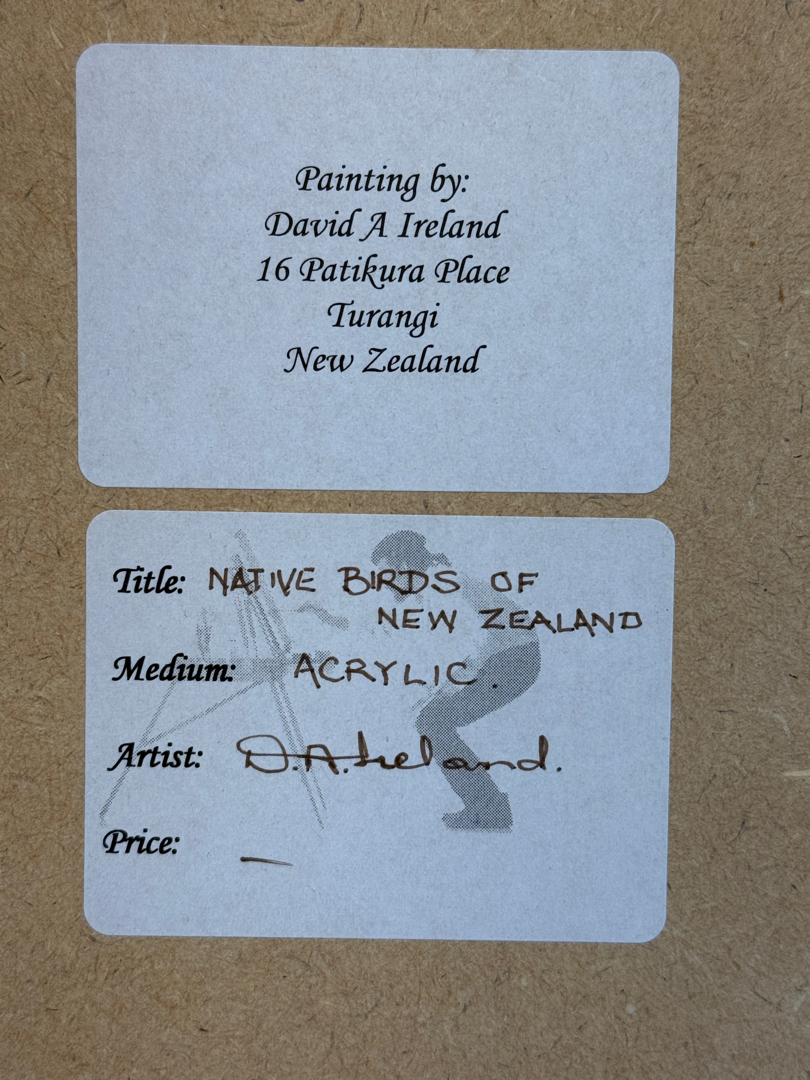 Painting by:
David A Ireland
16 Patikura Place
Turangi
New Zealand
Title: NATIVE BIRDS OF
NEW ZEALAND
Medium: ACRYLIC.
Artist: D.A.Ireland.
Price: —